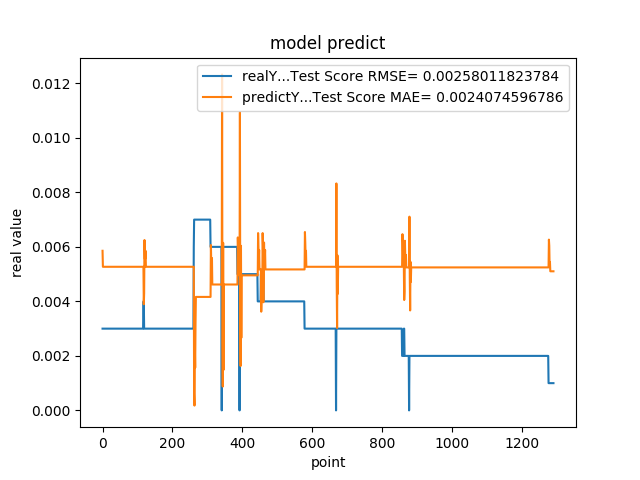 model predict
realY...Test Score RMSE= 0.00258011823784
predictY...Test Score MAE= 0.0024074596786
0.012
0.010
0.008
0.006
0.004
0.002
0.000
real value
0 200 400 600 800 1000 1200
point